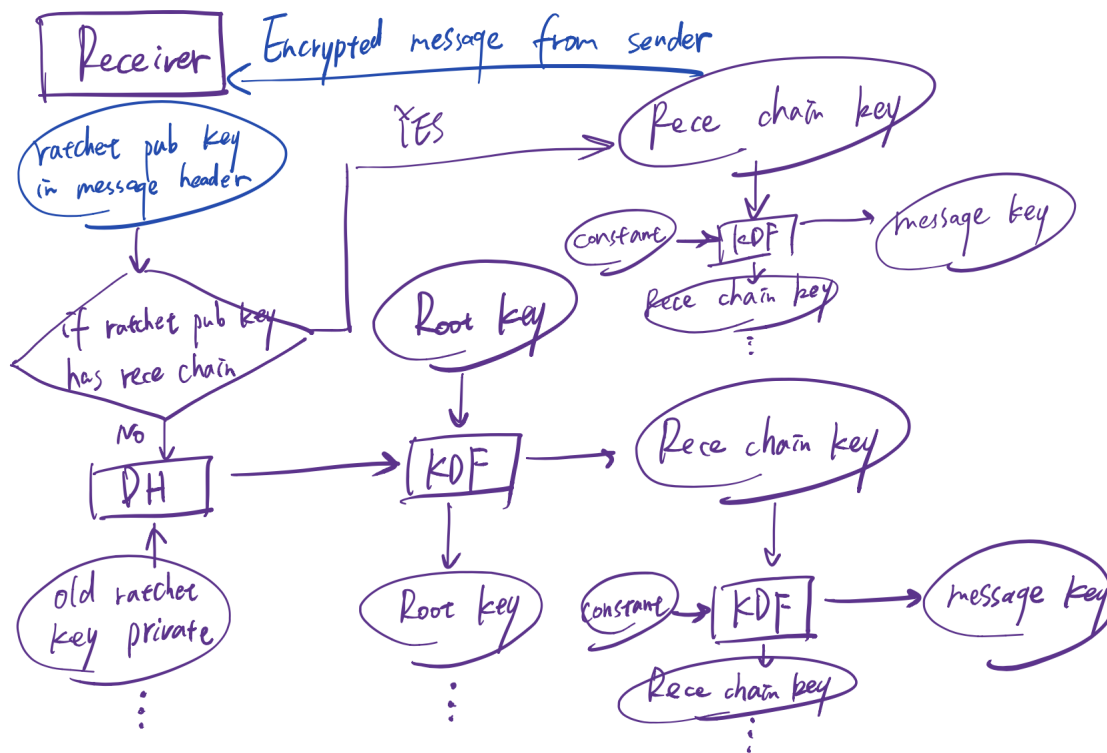 Receiver
Encrypted message from sender
ratchet pub key
in message header
YES
Rece chain key
constant
KDF
message key
Rece chain key
if ratchet pub key
has rece chain
Root key
No
DH
KDF
Rece chain key
old ratchet
key private
Root key
constant
KDF
message key
Rece chain key